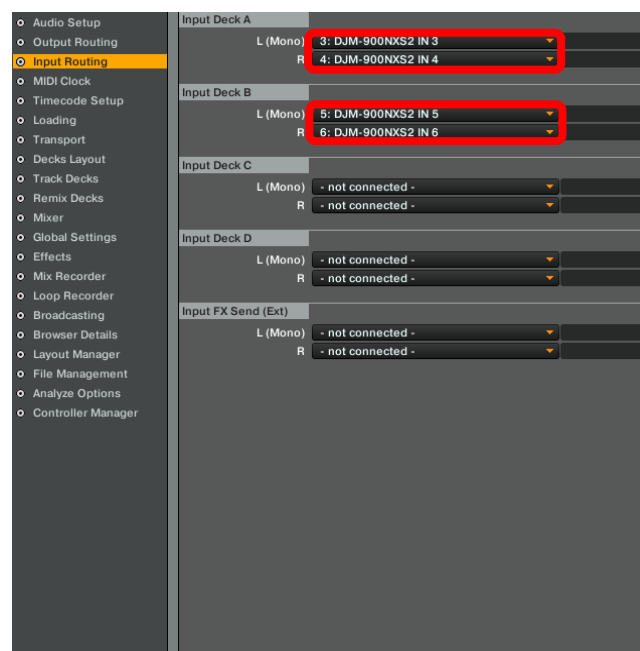 Audio Setup
Output Routing
Input Routing
MIDI Clock
Timecode Setup
Loading
Transport
Decks Layout
Track Decks
Remix Decks
Mixer
Global Settings
Effects
Mix Recorder
Loop Recorder
Broadcasting
Browser Details
Layout Manager
File Management
Analyze Options
Controller Manager
Input Deck A
L (Mono) 3: DJM-900NXS2 IN 3
R 4: DJM-900NXS2 IN 4
Input Deck B
L (Mono) 5: DJM-900NXS2 IN 5
R 6: DJM-900NXS2 IN 6
Input Deck C
L (Mono) - not connected -
R - not connected -
Input Deck D
L (Mono) - not connected -
R - not connected -
Input FX Send (Ext)
L (Mono) - not connected -
R - not connected -